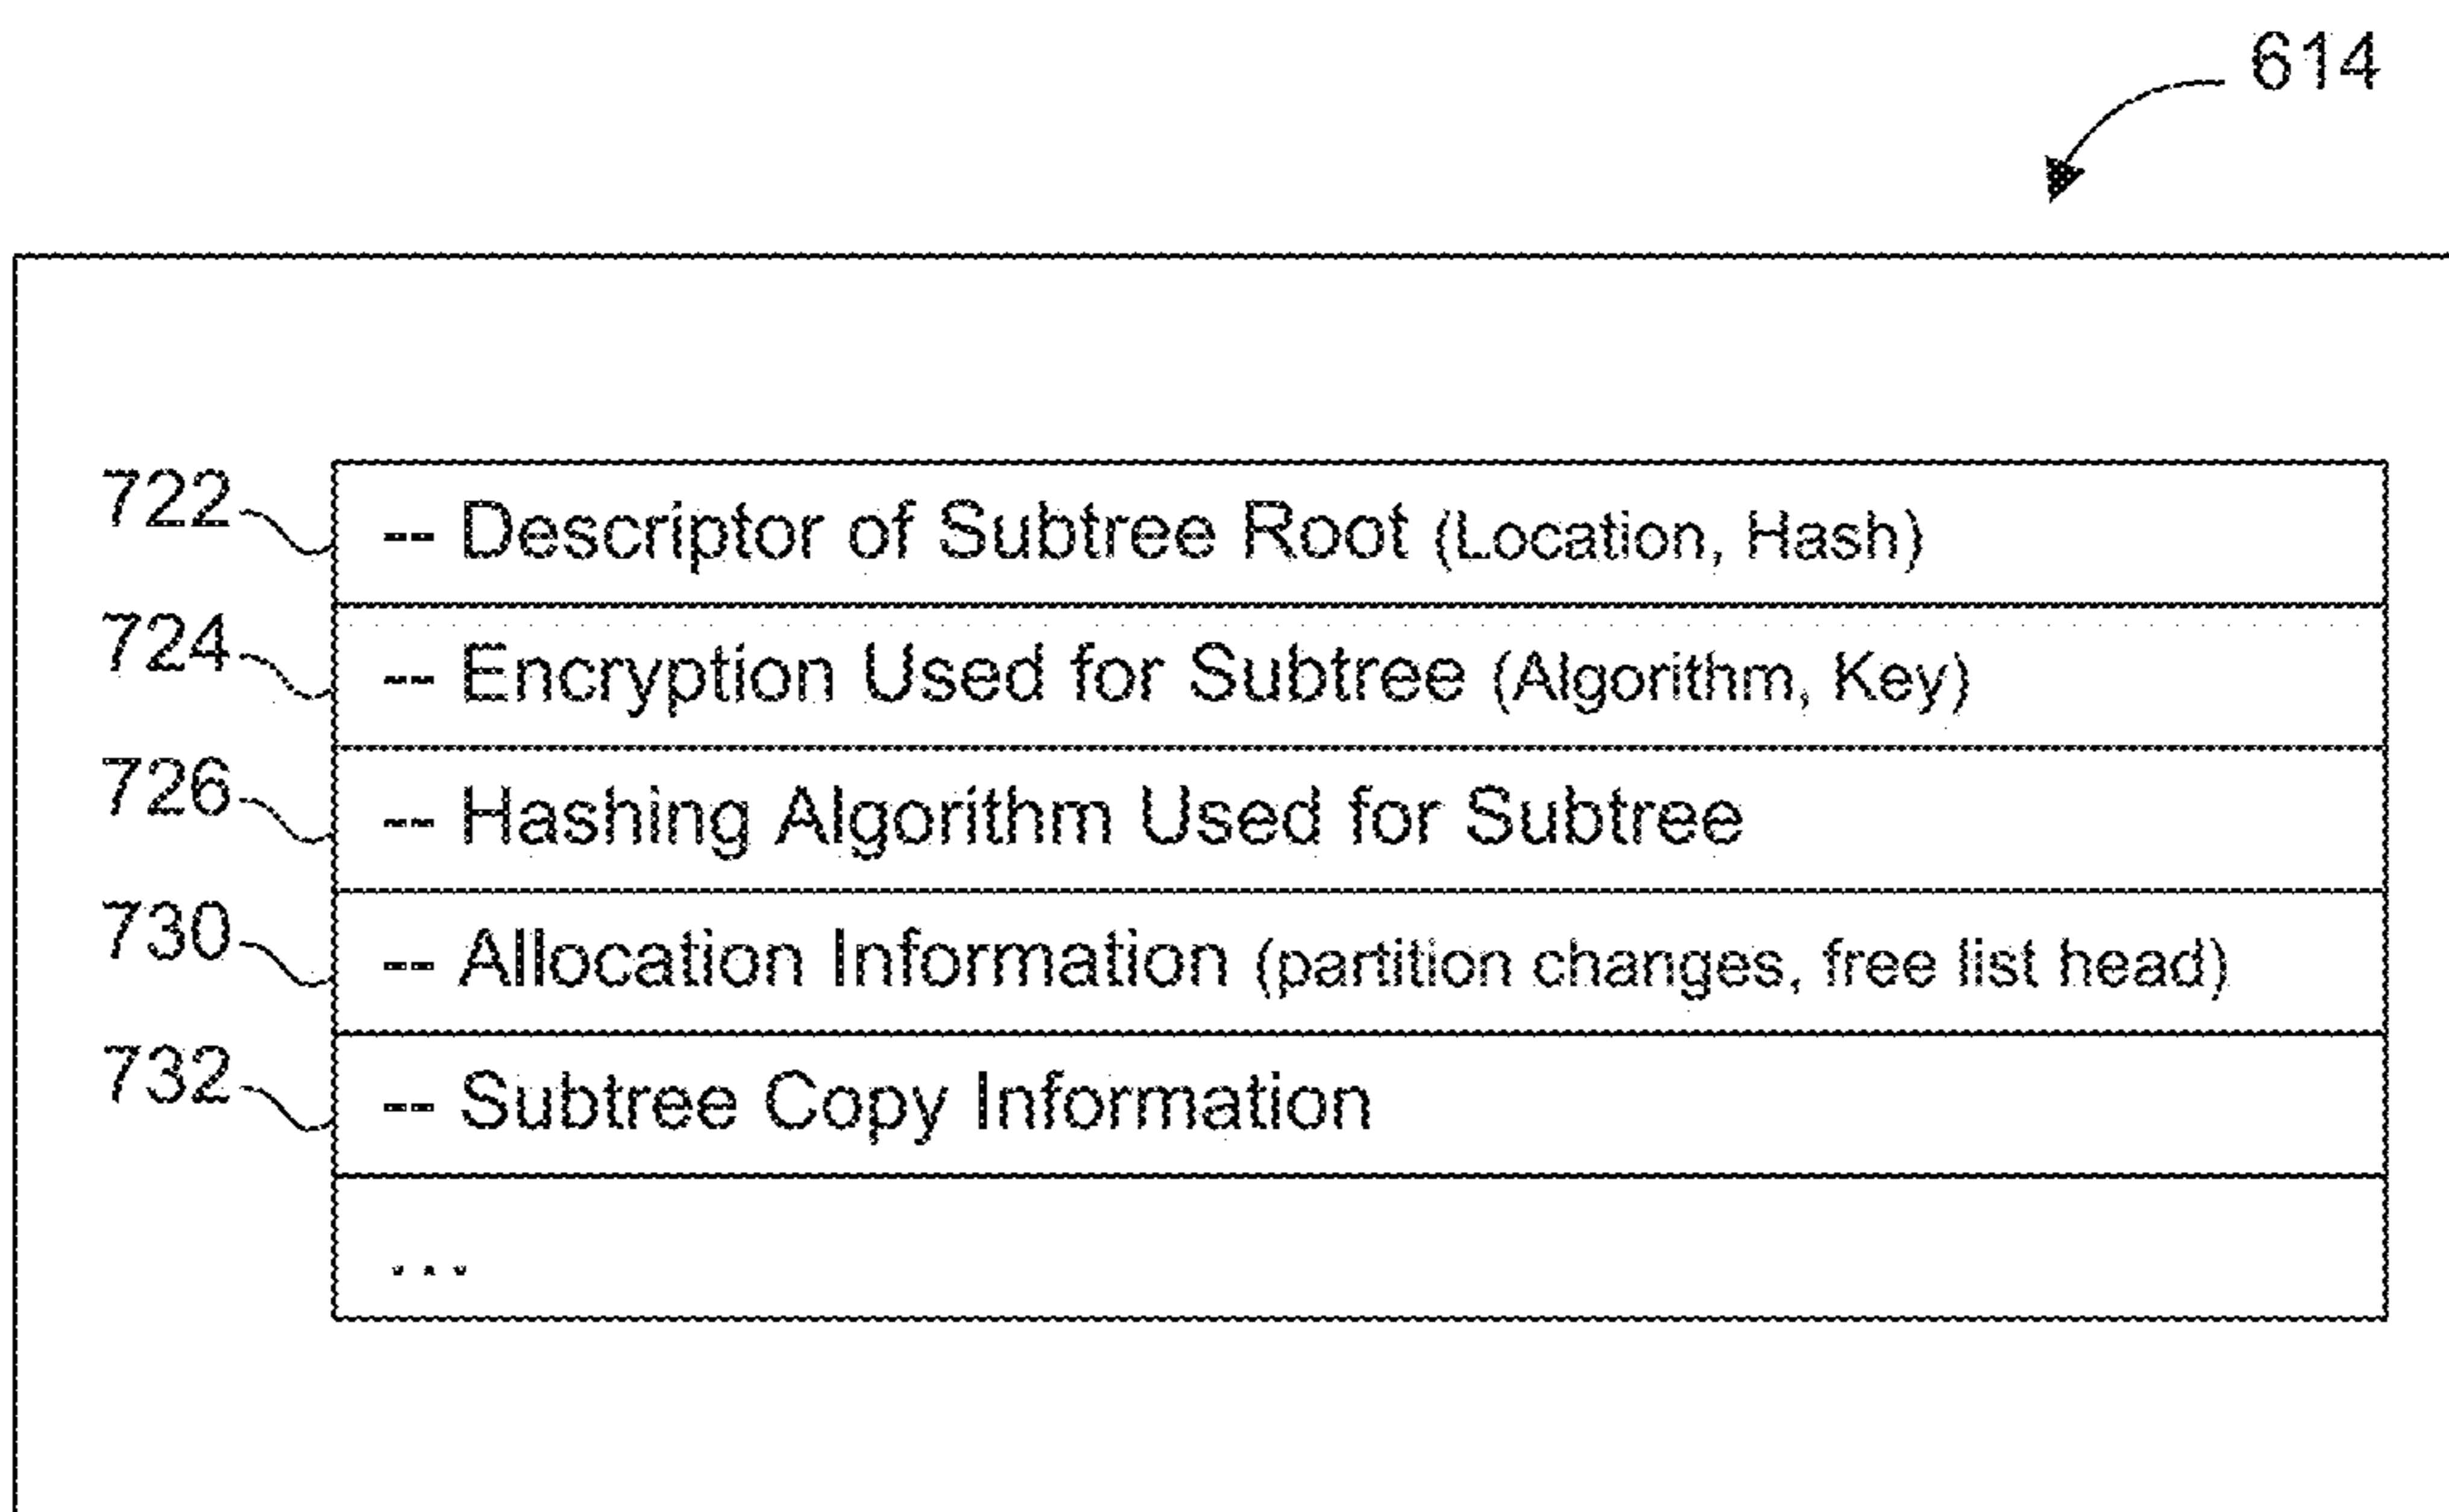 614
722 -- Descriptor of Subtree Root (Location, Hash)
724 -- Encryption Used for Subtree (Algorithm, Key)
726 -- Hashing Algorithm Used for Subtree
730 -- Allocation Information (partition changes, free list head)
732 -- Subtree Copy Information
...